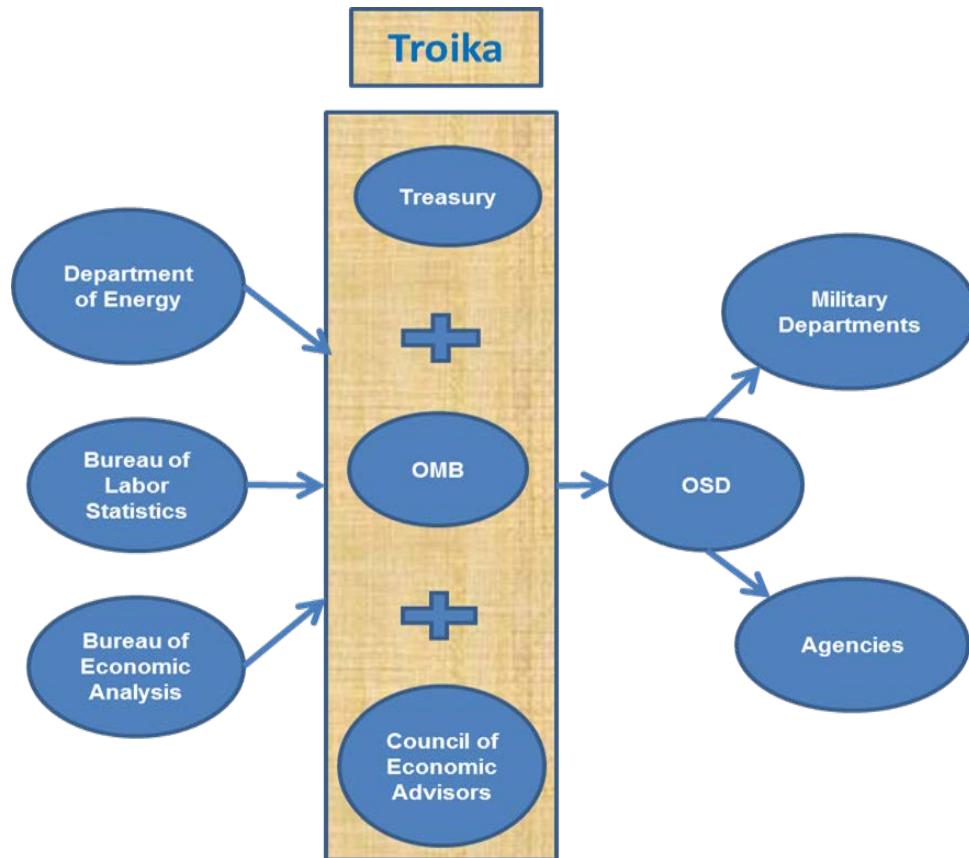 Troika
Treasury
Department
of Energy
Military
Departments
Bureau of
Labor
Statistics
OMB
OSD
Bureau of
Economic
Analysis
Agencies
Council of
Economic
Advisors